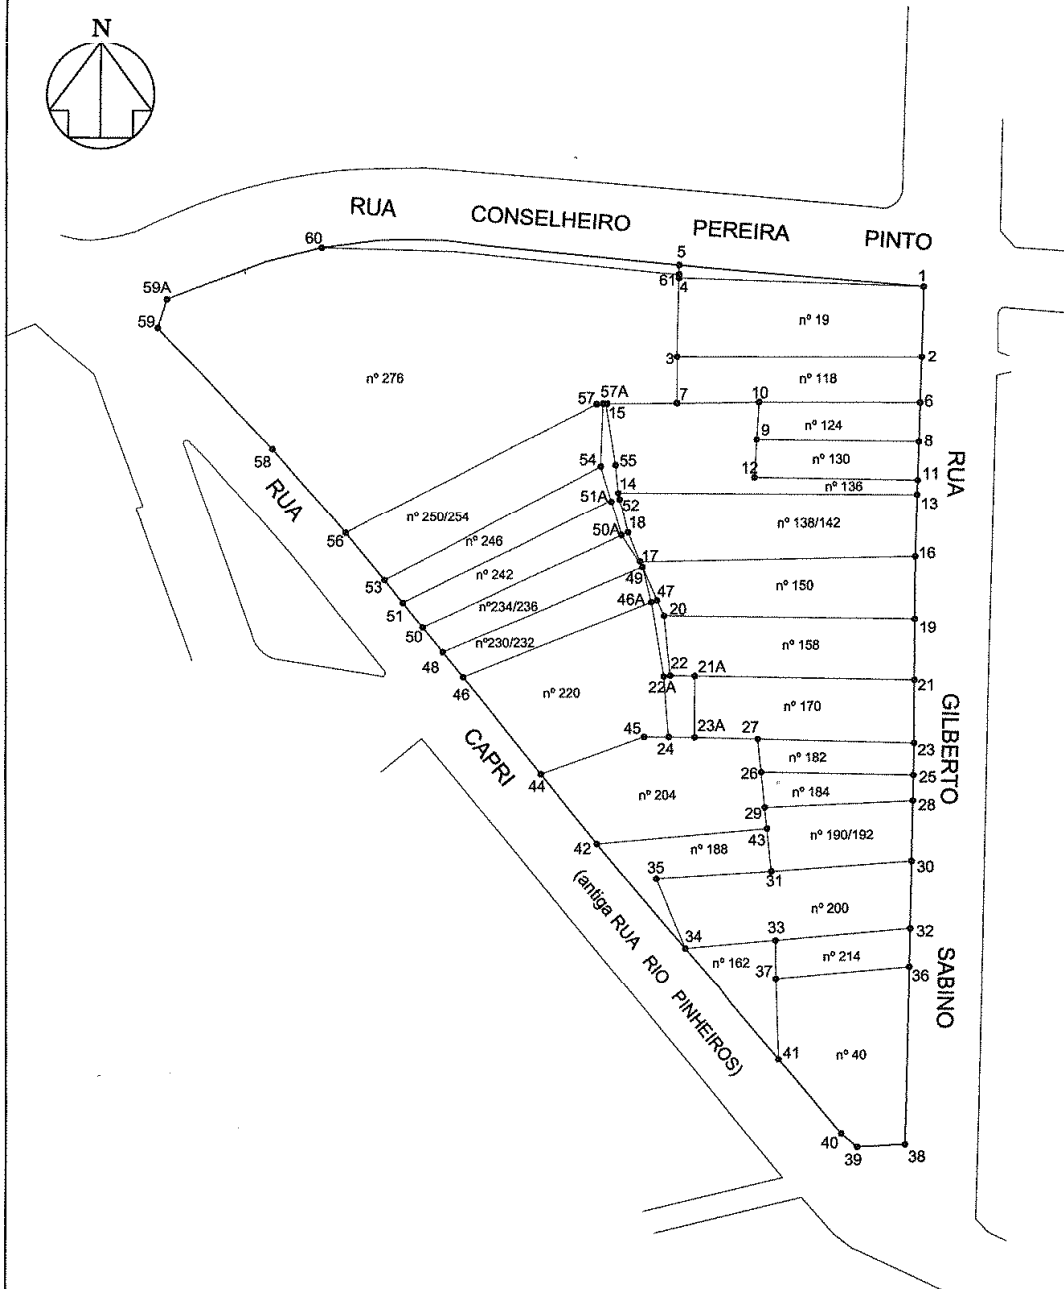 N
RUA CONSELHEIRO PEREIRA PINTO
60
5
61
4
1
59A
59
nº 19
3
2
nº 276
nº 118
57
57A
15
7
10
6
nº 124
9
8
58
54
55
12
nº 130
11
14
nº 136
13
51A
52
nº 250/254
nº 138/142
56
nº 246
50A
18
17
16
53
nº 242
49
nº 150
51
nº234/236
46A
47
20
19
50
nº230/232
nº 158
48
46
nº 220
22A
22
21A
21
nº 170
45
24
23A
27
23
nº 182
44
26
25
nº 204
nº 184
29
28
42
nº 188
43
nº 190/192
35
31
30
nº 200
34
33
32
nº 162
nº 214
37
36
41
nº 40
40
39
38
RUA CAPRI
(antiga RUA RIO PINHEIROS)
RUA GILBERTO SABINO